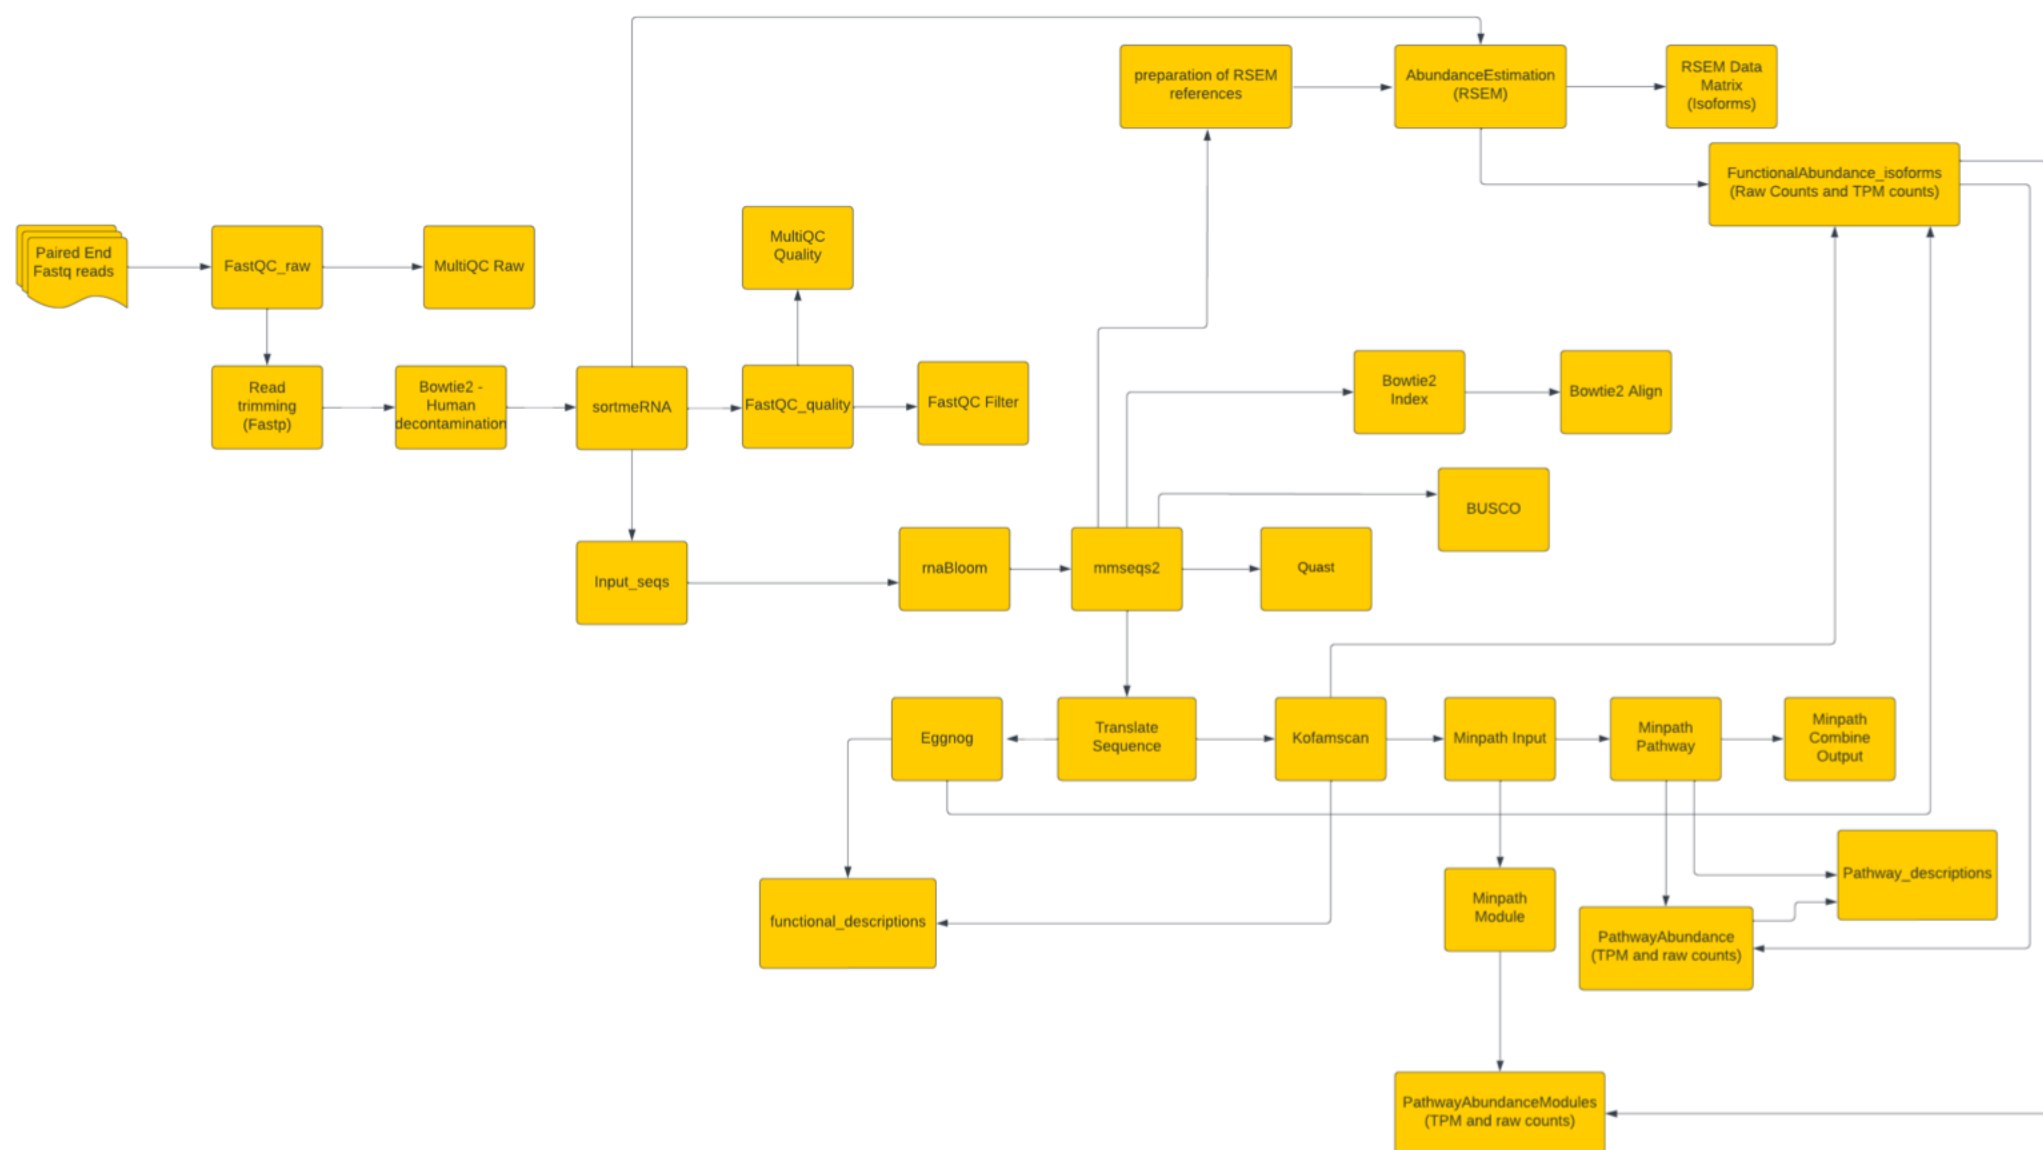 preparation of RSEM
references
AbundanceEstimation
(RSEM)
RSEM Data
Matrix
(Isoforms)
FunctionalAbundance_isoforms
(Raw Counts and TPM counts)
Paired End
Fastq reads
FastQC_raw
MultiQC Raw
MultiQC
Quality
Read
trimming
(Fastp)
Bowtie2 -
Human
decontamination
sortmeRNA
FastQC_quality
FastQC Filter
Bowtie2
Index
Bowtie2 Align
BUSCO
Input_seqs
rnaBloom
mmseqs2
Quast
Eggnog
Translate
Sequence
Kofamscan
Minpath Input
Minpath
Pathway
Minpath
Combine
Output
functional_descriptions
Minpath
Module
Pathway_descriptions
PathwayAbundance
(TPM and raw counts)
PathwayAbundanceModules
(TPM and raw counts)